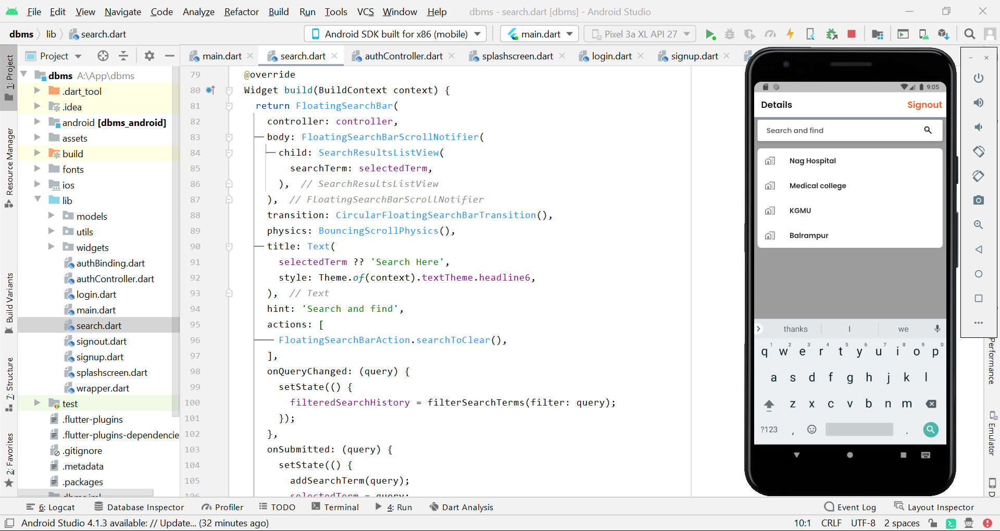 File Edit View Navigate Code Analyze Refactor Build Run Tools VCS Window Help dbms - search.dart [dbms] - Android Studio
dbms lib search.dart Android SDK built for x86 (mobile) main.dart Pixel 3a XL API 27
Project main.dart search.dart authController.dart splashscreen.dart login.dart signup.dart
1: Project
Resource Manager
Build Variants
7: Structure
2: Favorites
dbms A:\App\dbms
.dart_tool
.idea
android [dbms_android]
assets
build
fonts
ios
lib
models
utils
widgets
authBinding.dart
authController.dart
login.dart
main.dart
search.dart
signout.dart
signup.dart
splashscreen.dart
wrapper.dart
test
.flutter-plugins
.flutter-plugins-dependencie
.gitignore
.metadata
.packages
79 @override
80 Widget build(BuildContext context) {
81 return FloatingSearchBar(
82 controller: controller,
83 body: FloatingSearchBarScrollNotifier(
84 child: SearchResultsListView(
85 searchTerm: selectedTerm,
86 ), // SearchResultsListView
87 ), // FloatingSearchBarScrollNotifier
88 transition: CircularFloatingSearchBarTransition(),
89 physics: BouncingScrollPhysics(),
90 title: Text(
91 selectedTerm ?? 'Search Here',
92 style: Theme.of(context).textTheme.headline6,
93 ), // Text
94 hint: 'Search and find',
95 actions: [
96 FloatingSearchBarAction.searchToClear(),
97 ],
98 onQueryChanged: (query) {
99 setState(() {
100 filteredSearchHistory = filterSearchTerms(filter: query);
101 });
102 },
103 onSubmitted: (query) {
104 setState(() {
105 addSearchTerm(query);
106 selectedTerm = query;
9:05
Details Signout
Search and find
Nag Hospital
Medical college
KGMU
Balrampur
thanks I we
q1 w2 e3 r4 t5 y6 u7 i8 o9 p0
a s d f g h j k l
z x c v b n m
?123 , .
Performance
Emulator
6: Logcat Database Inspector Profiler TODO Terminal 4: Run Dart Analysis Event Log Layout Inspector
Android Studio 4.1.3 available: // Update... (32 minutes ago) 10:1 CRLF UTF-8 2 spaces